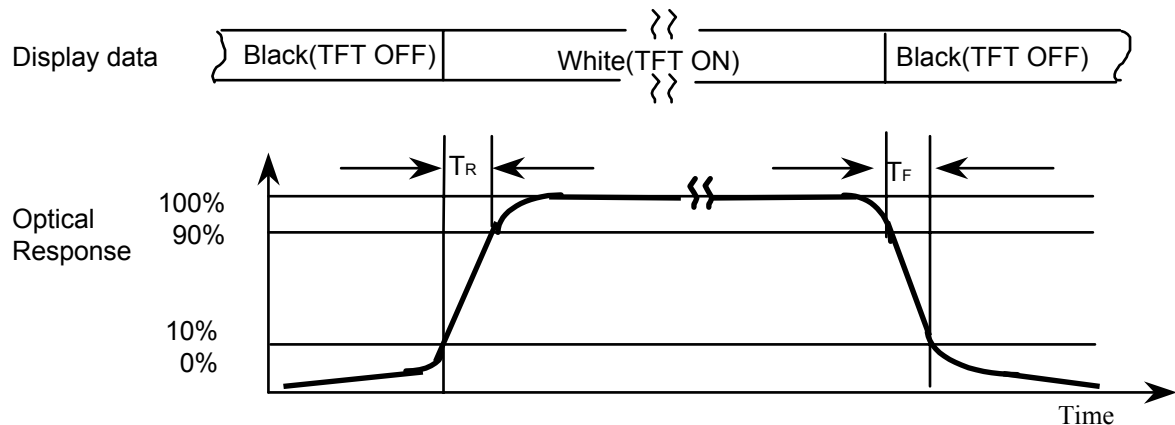 Display data
Black(TFT OFF)
White(TFT ON)
Black(TFT OFF)
TR
TF
Optical
Response
100%
90%
10%
0%
Time